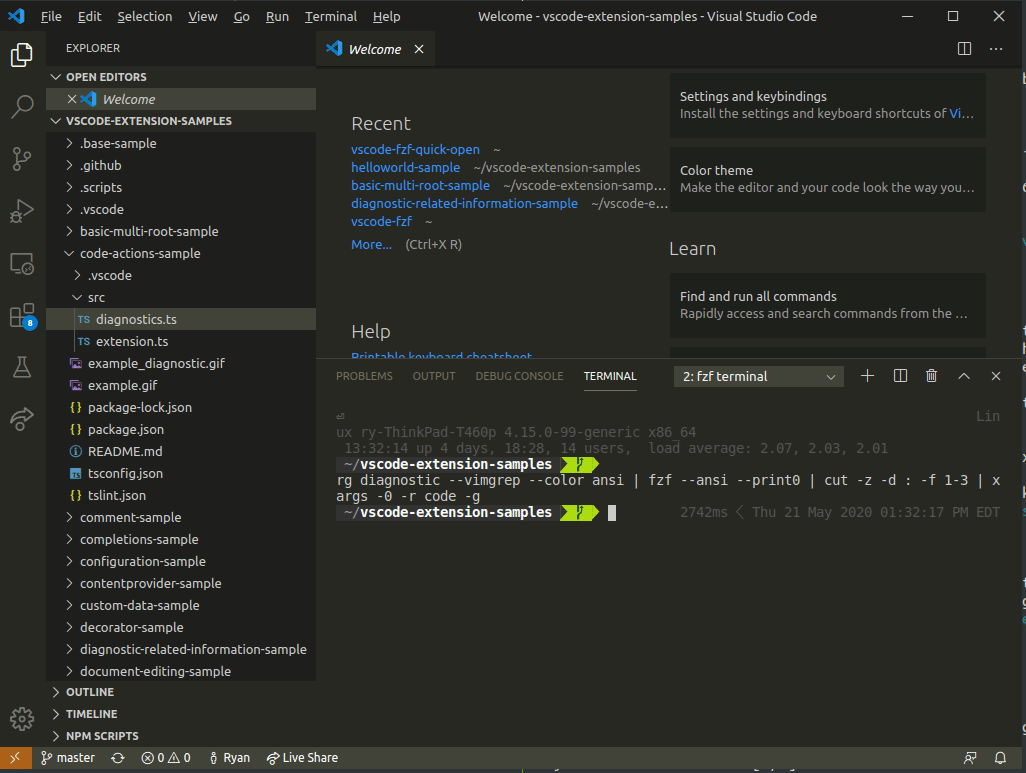 File Edit Selection View Go Run Terminal Help Welcome - vscode-extension-samples - Visual Studio Code
EXPLORER
OPEN EDITORS
Welcome
VSCODE-EXTENSION-SAMPLES
.base-sample
.github
.scripts
.vscode
basic-multi-root-sample
code-actions-sample
.vscode
src
TS diagnostics.ts
TS extension.ts
example_diagnostic.gif
example.gif
{} package-lock.json
{} package.json
README.md
TS tsconfig.json
{} tslint.json
comment-sample
completions-sample
configuration-sample
contentprovider-sample
custom-data-sample
decorator-sample
diagnostic-related-information-sample
document-editing-sample
OUTLINE
TIMELINE
NPM SCRIPTS
8
Welcome
Recent
vscode-fzf-quick-open ~
helloworld-sample ~/vscode-extension-samples
basic-multi-root-sample ~/vscode-extension-samp...
diagnostic-related-information-sample ~/vscode-e...
vscode-fzf ~
More... (Ctrl+X R)
Help
Printable keyboard cheatsheet
Settings and keybindings
Install the settings and keyboard shortcuts of Vi...
Color theme
Make the editor and your code look the way you...
Learn
Find and run all commands
Rapidly access and search commands from the ...
PROBLEMS OUTPUT DEBUG CONSOLE TERMINAL 2: fzf terminal
⏎ Lin
ux ry-ThinkPad-T460p 4.15.0-99-generic x86_64
13:32:14 up 4 days, 18:28, 14 users, load average: 2.07, 2.03, 2.01
~/vscode-extension-samples
rg diagnostic --vimgrep --color ansi | fzf --ansi --print0 | cut -z -d : -f 1-3 | x
args -0 -r code -g
~/vscode-extension-samples 2742ms < Thu 21 May 2020 01:32:17 PM EDT
master 0 0 Ryan Live Share